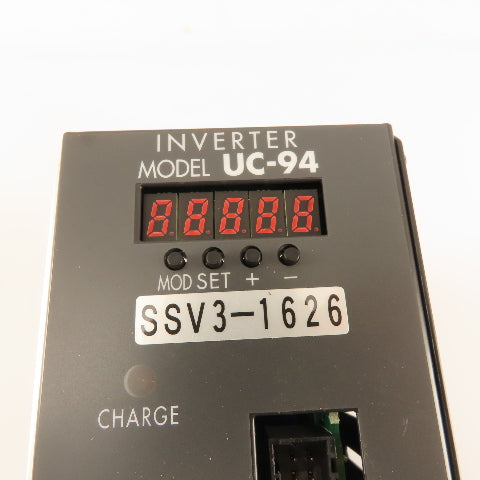 INVERTER
MODEL UC-94
88888
MOD SET + −
SSV3-1626
CHARGE